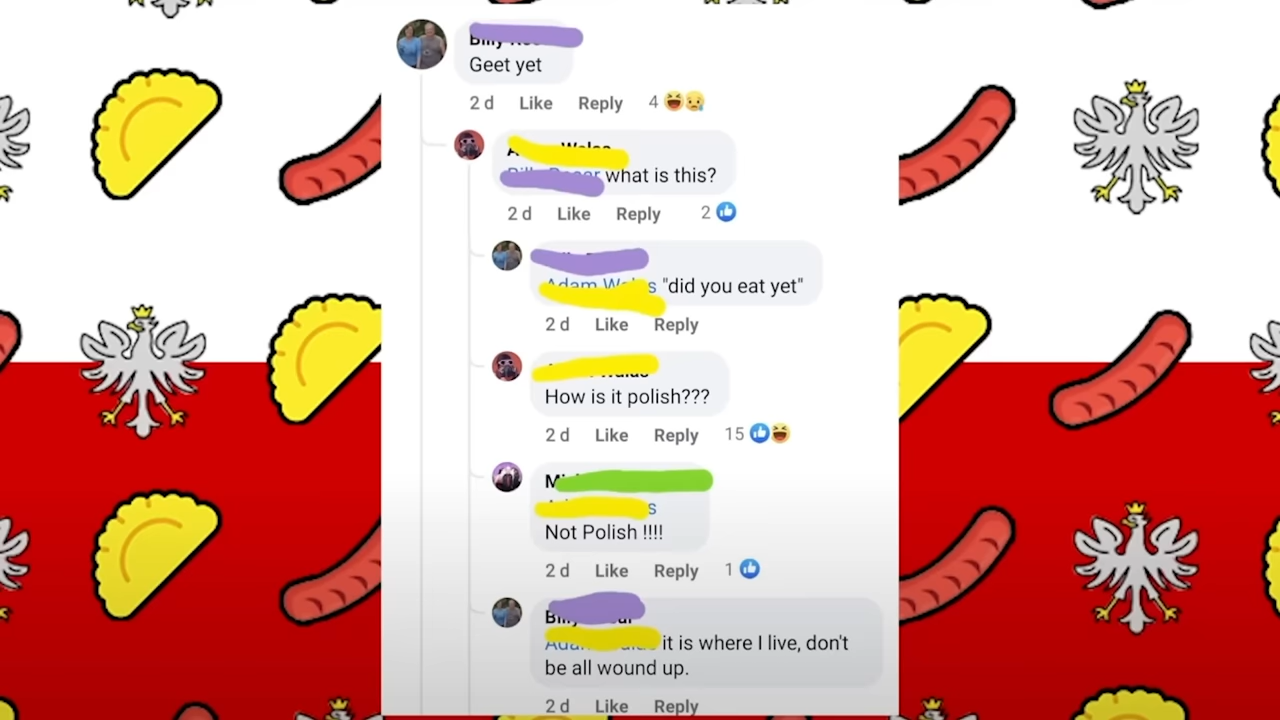 Billy
Geet yet
2 d Like Reply 4
what is this?
2 d Like Reply 2
"did you eat yet"
2 d Like Reply
How is it polish???
2 d Like Reply 15
Not Polish !!!!
2 d Like Reply 1
it is where I live, don't
be all wound up.
2 d Like Reply